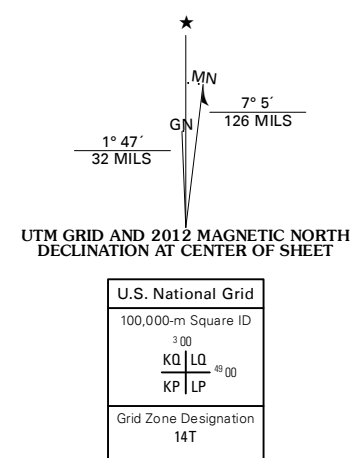 ★
MN
GN
7° 5´
126 MILS
1° 47´
32 MILS
UTM GRID AND 2012 MAGNETIC NORTH
DECLINATION AT CENTER OF SHEET
U.S. National Grid
100,000-m Square ID
3 00
KQ LQ
49 00
KP LP
Grid Zone Designation
14T